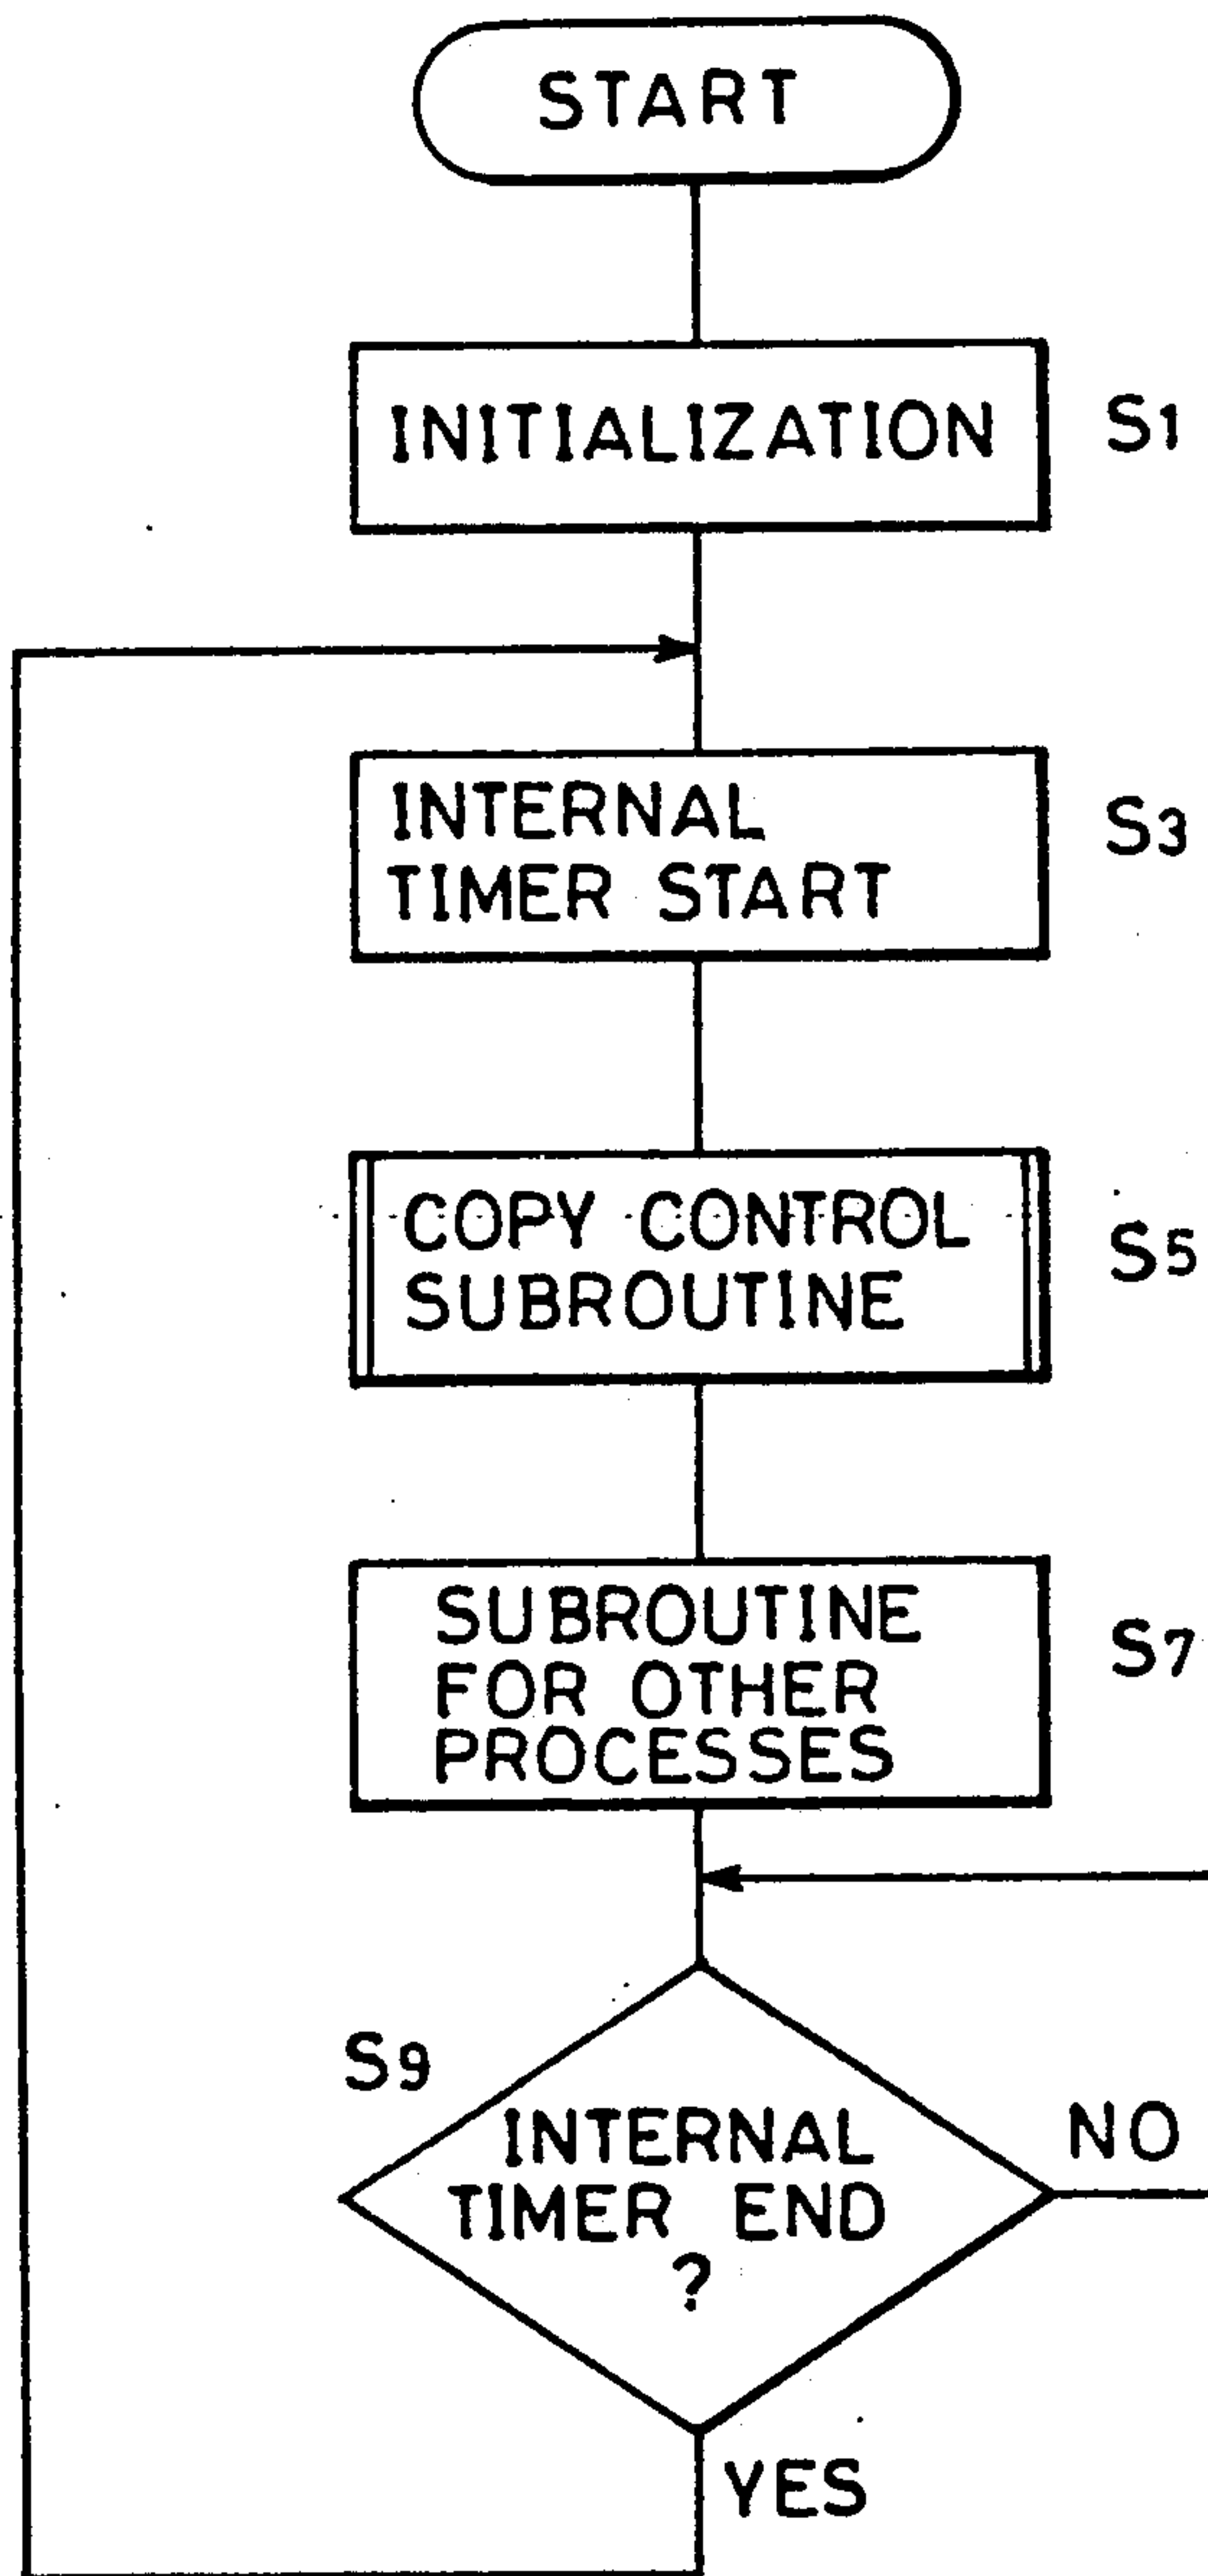 START
INITIALIZATION
S1
INTERNAL
TIMER START
S3
COPY CONTROL
SUBROUTINE
S5
SUBROUTINE
FOR OTHER
PROCESSES
S7
S9
INTERNAL
TIMER END
?
NO
YES